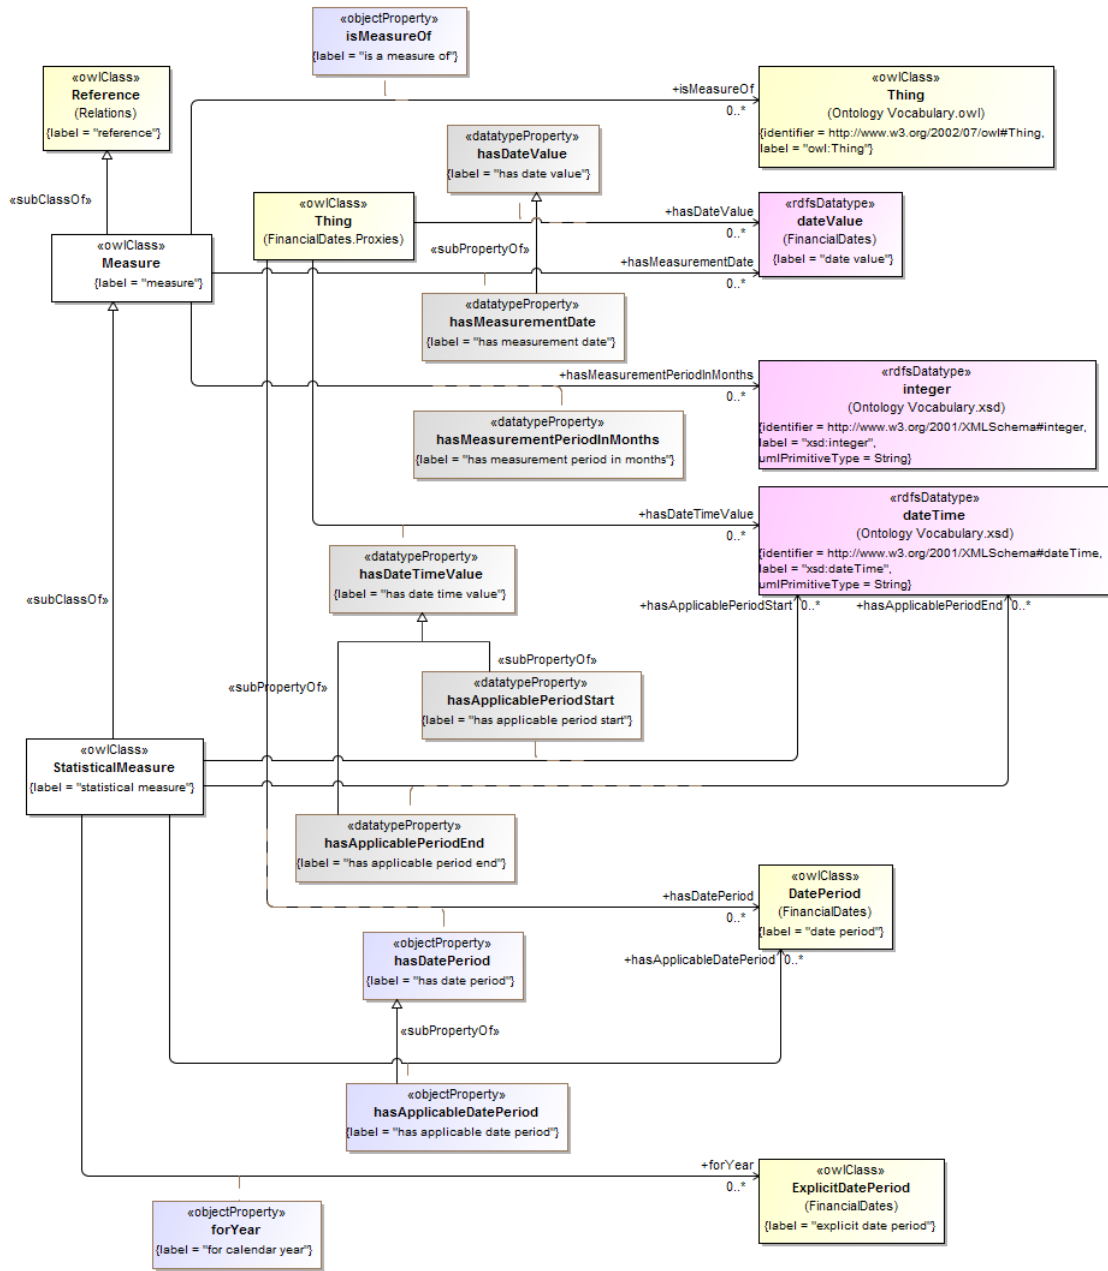 «objectProperty»
isMeasureOf
{label = "is a measure of"}
«owlClass»
Reference
(Relations)
{label = "reference"}
+isMeasureOf
0..*
«owlClass»
Thing
(Ontology Vocabulary.owl)
{identifier = http://www.w3.org/2002/07/owl#Thing,
label = "owl:Thing"}
«datatypeProperty»
hasDateValue
{label = "has date value"}
«subClassOf»
«owlClass»
Thing
(FinancialDates.Proxies)
+hasDateValue
0..*
«rdfsDatatype»
dateValue
(FinancialDates)
{label = "date value"}
«owlClass»
Measure
{label = "measure"}
«subPropertyOf»
+hasMeasurementDate
0..*
«datatypeProperty»
hasMeasurementDate
{label = "has measurement date"}
+hasMeasurementPeriodInMonths
0..*
«rdfsDatatype»
integer
(Ontology Vocabulary.xsd)
{identifier = http://www.w3.org/2001/XMLSchema#integer,
label = "xsd:integer",
umlPrimitiveType = String}
«datatypeProperty»
hasMeasurementPeriodInMonths
{label = "has measurement period in months"}
+hasDateTimeValue
0..*
«rdfsDatatype»
dateTime
(Ontology Vocabulary.xsd)
{identifier = http://www.w3.org/2001/XMLSchema#dateTime,
label = "xsd:dateTime",
umlPrimitiveType = String}
«datatypeProperty»
hasDateTimeValue
{label = "has date time value"}
«subClassOf»
+hasApplicablePeriodStart 0..*
+hasApplicablePeriodEnd 0..*
«subPropertyOf»
«subPropertyOf»
«datatypeProperty»
hasApplicablePeriodStart
{label = "has applicable period start"}
«owlClass»
StatisticalMeasure
{label = "statistical measure"}
«datatypeProperty»
hasApplicablePeriodEnd
{label = "has applicable period end"}
+hasDatePeriod
0..*
«owlClass»
DatePeriod
(FinancialDates)
{label = "date period"}
«objectProperty»
hasDatePeriod
{label = "has date period"}
+hasApplicableDatePeriod 0..*
«subPropertyOf»
«objectProperty»
hasApplicableDatePeriod
{label = "has applicable date period"}
+forYear
0..*
«owlClass»
ExplicitDatePeriod
(FinancialDates)
{label = "explicit date period"}
«objectProperty»
forYear
{label = "for calendar year"}